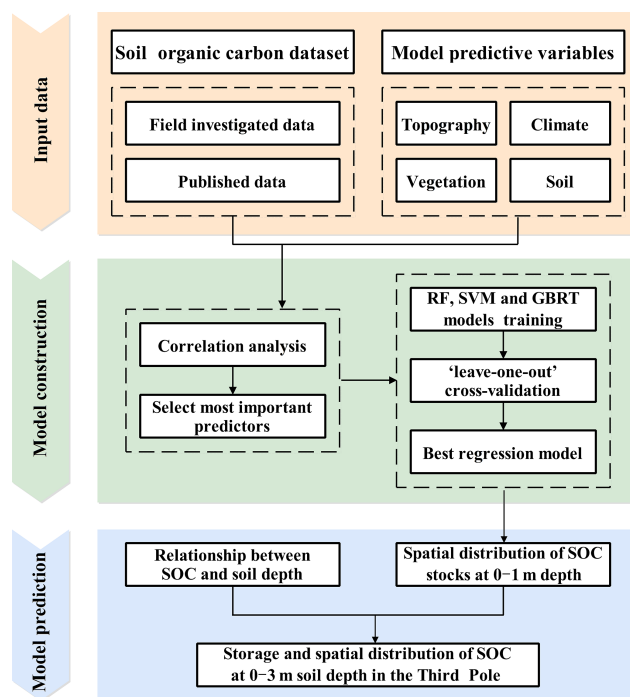 Input data
Soil organic carbon dataset
Model predictive variables
Field investigated data
Published data
Topography
Climate
Vegetation
Soil
Model construction
Correlation analysis
Select most important
predictors
RF, SVM and GBRT
models training
‘leave-one-out’
cross-validation
Best regression model
Model prediction
Relationship between
SOC and soil depth
Spatial distribution of SOC
stocks at 0−1 m depth
Storage and spatial distribution of SOC
at 0−3 m soil depth in the Third Pole